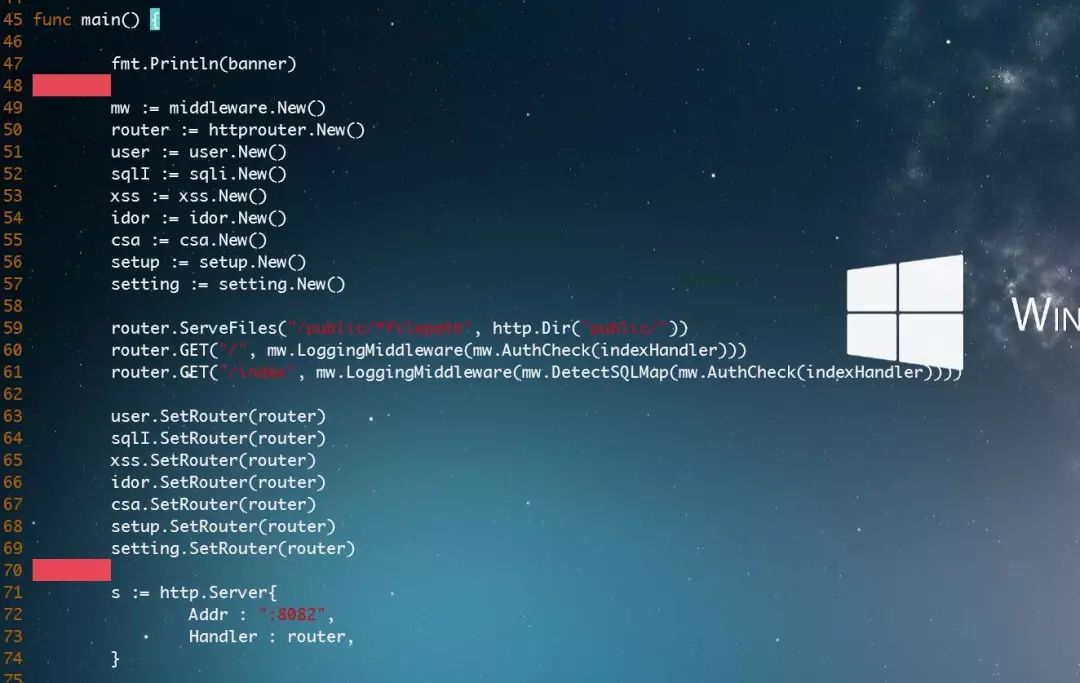 45 func main() {
46
47 fmt.Println(banner)
48
49 mw := middleware.New()
50 router := httprouter.New()
51 user := user.New()
52 sqlI := sqli.New()
53 xss := xss.New()
54 idor := idor.New()
55 csa := csa.New()
56 setup := setup.New()
57 setting := setting.New()
58
59 router.ServeFiles("/public/*filepath", http.Dir("public/"))
60 router.GET("/", mw.LoggingMiddleware(mw.AuthCheck(indexHandler)))
61 router.GET("/index", mw.LoggingMiddleware(mw.DetectSQLMap(mw.AuthCheck(indexHandler))))
62
63 user.SetRouter(router)
64 sqlI.SetRouter(router)
65 xss.SetRouter(router)
66 idor.SetRouter(router)
67 csa.SetRouter(router)
68 setup.SetRouter(router)
69 setting.SetRouter(router)
70
71 s := http.Server{
72 Addr : ":8082",
73 Handler : router,
74 }
75
WIN